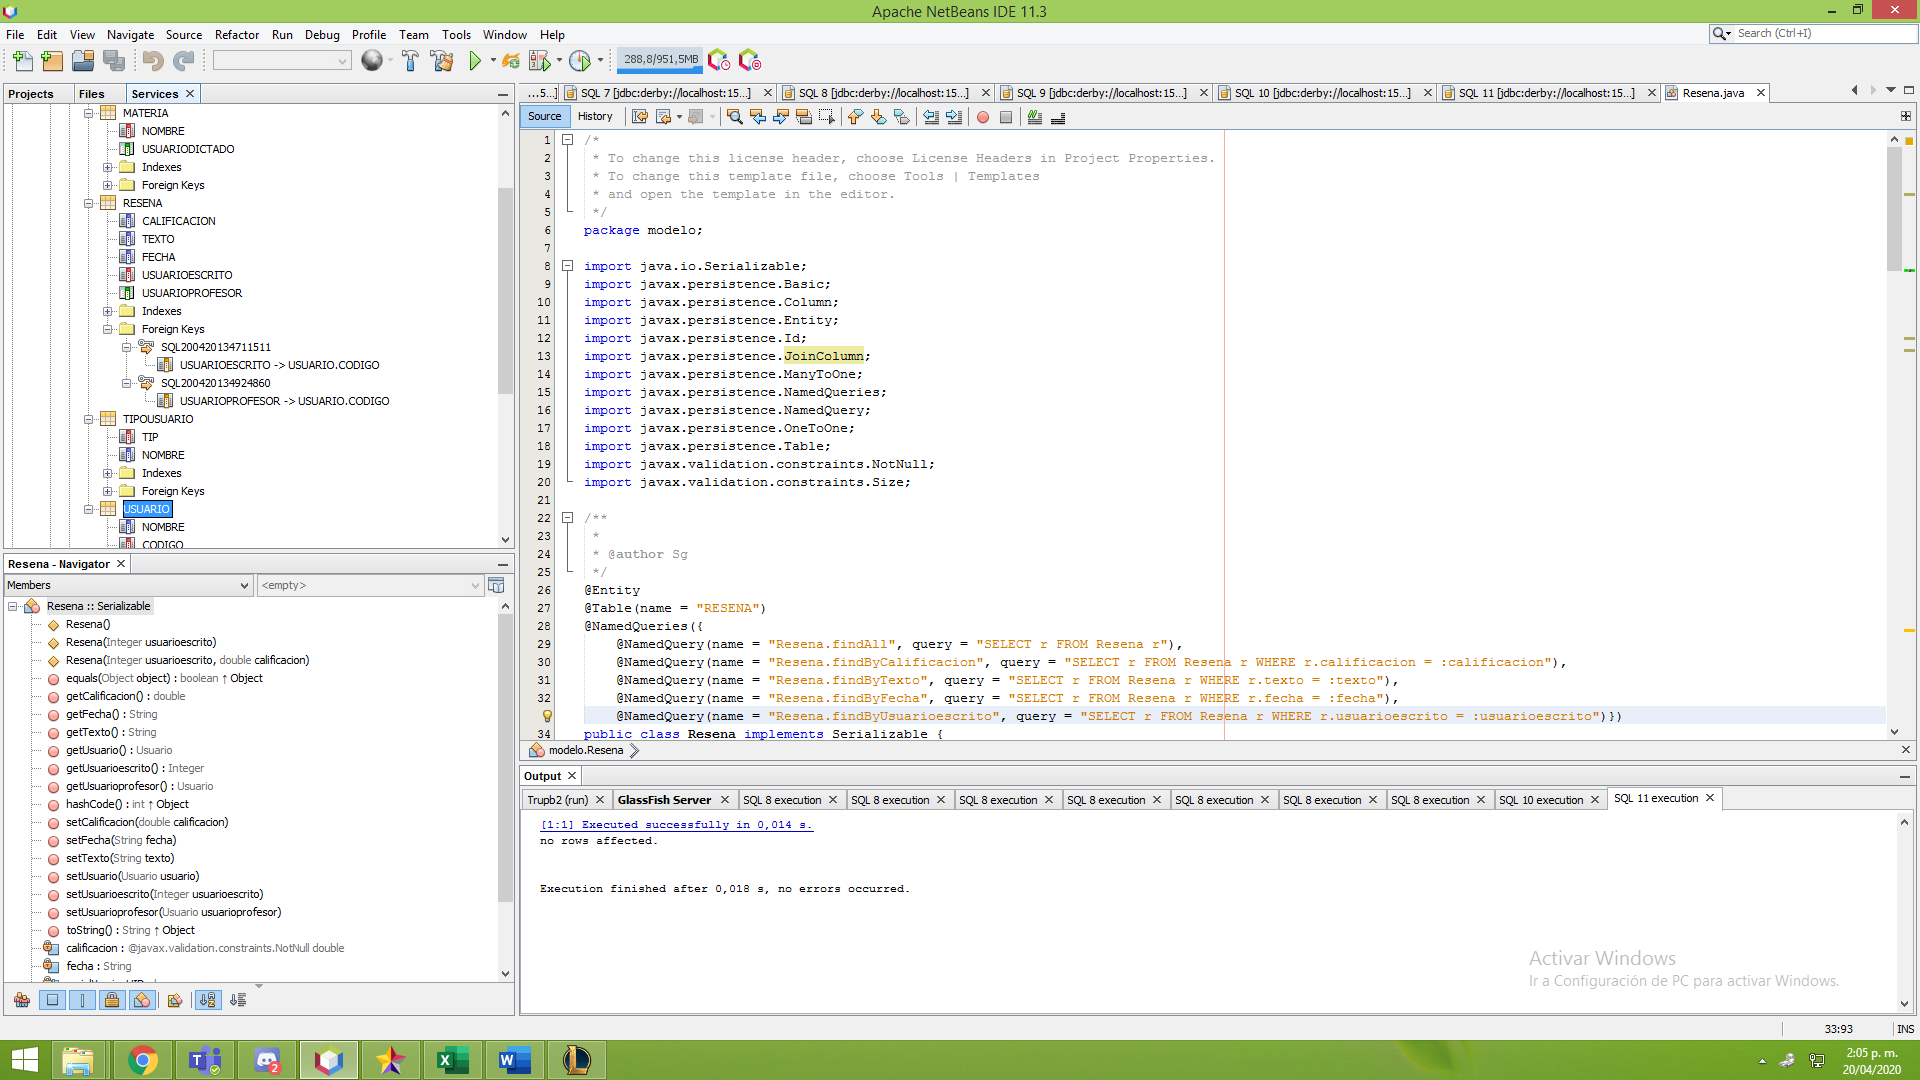 Apache NetBeans IDE 11.3
File Edit View Navigate Source Refactor Run Debug Profile Team Tools Window Help
Search (Ctrl+I)
288,8/951,5MB
Projects Files Services
MATERIA
NOMBRE
USUARIODICTADO
Indexes
Foreign Keys
RESENA
CALIFICACION
TEXTO
FECHA
USUARIOESCRITO
USUARIOPROFESOR
Indexes
Foreign Keys
SQL200420134711511
USUARIOESCRITO -> USUARIO.CODIGO
SQL200420134924860
USUARIOPROFESOR -> USUARIO.CODIGO
TIPOUSUARIO
TIP
NOMBRE
Indexes
Foreign Keys
USUARIO
NOMBRE
CODIGO
Resena - Navigator
Members <empty>
Resena :: Serializable
Resena()
Resena(Integer usuarioescrito)
Resena(Integer usuarioescrito, double calificacion)
equals(Object object) : boolean ↑ Object
getCalificacion() : double
getFecha() : String
getTexto() : String
getUsuario() : Usuario
getUsuarioescrito() : Integer
getUsuarioprofesor() : Usuario
hashCode() : int ↑ Object
setCalificacion(double calificacion)
setFecha(String fecha)
setTexto(String texto)
setUsuario(Usuario usuario)
setUsuarioescrito(Integer usuarioescrito)
setUsuarioprofesor(Usuario usuarioprofesor)
toString() : String ↑ Object
calificacion : @javax.validation.constraints.NotNull double
fecha : String
...5...] SQL 7 [jdbc:derby://localhost:15...] SQL 8 [jdbc:derby://localhost:15...] SQL 9 [jdbc:derby://localhost:15...] SQL 10 [jdbc:derby://localhost:15...] SQL 11 [jdbc:derby://localhost:15...] Resena.java
Source History
1 /*
2 * To change this license header, choose License Headers in Project Properties.
3 * To change this template file, choose Tools | Templates
4 * and open the template in the editor.
5 */
6 package modelo;
7
8 import java.io.Serializable;
9 import javax.persistence.Basic;
10 import javax.persistence.Column;
11 import javax.persistence.Entity;
12 import javax.persistence.Id;
13 import javax.persistence.JoinColumn;
14 import javax.persistence.ManyToOne;
15 import javax.persistence.NamedQueries;
16 import javax.persistence.NamedQuery;
17 import javax.persistence.OneToOne;
18 import javax.persistence.Table;
19 import javax.validation.constraints.NotNull;
20 import javax.validation.constraints.Size;
21
22 /**
23 *
24 * @author Sg
25 */
26 @Entity
27 @Table(name = "RESENA")
28 @NamedQueries({
29 @NamedQuery(name = "Resena.findAll", query = "SELECT r FROM Resena r"),
30 @NamedQuery(name = "Resena.findByCalificacion", query = "SELECT r FROM Resena r WHERE r.calificacion = :calificacion"),
31 @NamedQuery(name = "Resena.findByTexto", query = "SELECT r FROM Resena r WHERE r.texto = :texto"),
32 @NamedQuery(name = "Resena.findByFecha", query = "SELECT r FROM Resena r WHERE r.fecha = :fecha"),
@NamedQuery(name = "Resena.findByUsuarioescrito", query = "SELECT r FROM Resena r WHERE r.usuarioescrito = :usuarioescrito")})
34 public class Resena implements Serializable {
modelo.Resena
Output
Trupb2 (run) GlassFish Server SQL 8 execution SQL 8 execution SQL 8 execution SQL 8 execution SQL 8 execution SQL 8 execution SQL 8 execution SQL 10 execution SQL 11 execution
[1:1] Executed successfully in 0,014 s.
no rows affected.
Execution finished after 0,018 s, no errors occurred.
Activar Windows
Ir a Configuración de PC para activar Windows.
33:93 INS
2
2:05 p. m.
20/04/2020